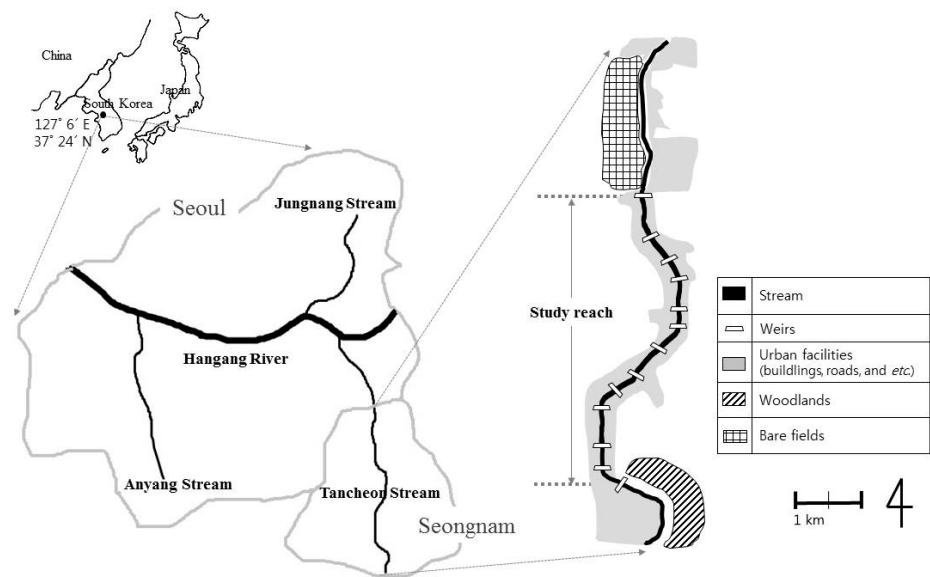 China
Japan
South Korea
127° 6´ E
37° 24´ N
Seoul
Jungnang Stream
Hangang River
Anyang Stream
Tancheon Stream
Seongnam
Study reach
Stream
Weirs
Urban facilities
(buildlings, roads, and etc.)
Woodlands
Bare fields
1 km